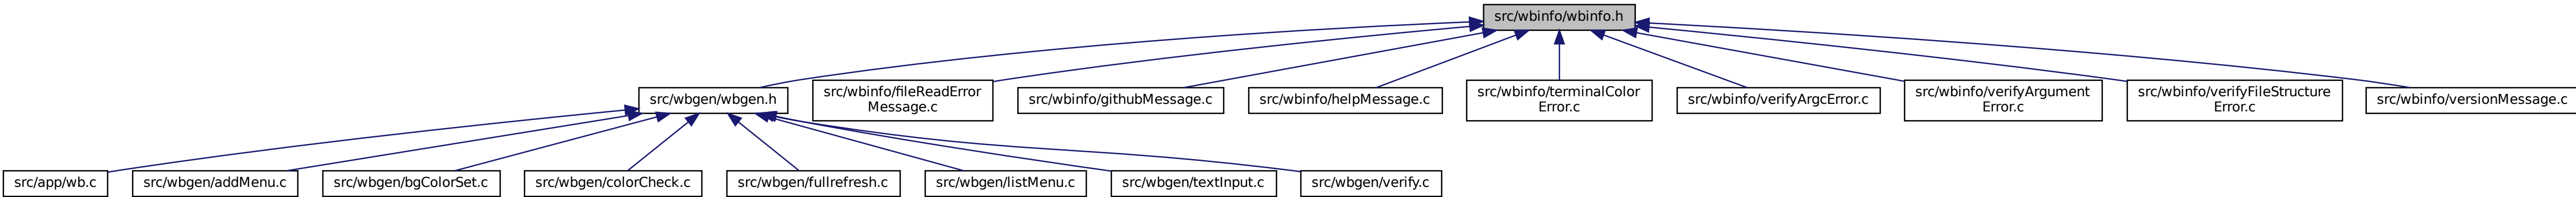 src/wbinfo/wbinfo.h
src/wbgen/wbgen.h
src/wbinfo/fileReadError
Message.c
src/wbinfo/githubMessage.c
src/wbinfo/helpMessage.c
src/wbinfo/terminalColor
Error.c
src/wbinfo/verifyArgcError.c
src/wbinfo/verifyArgument
Error.c
src/wbinfo/verifyFileStructure
Error.c
src/wbinfo/versionMessage.c
src/app/wb.c
src/wbgen/addMenu.c
src/wbgen/bgColorSet.c
src/wbgen/colorCheck.c
src/wbgen/fullrefresh.c
src/wbgen/listMenu.c
src/wbgen/textInput.c
src/wbgen/verify.c